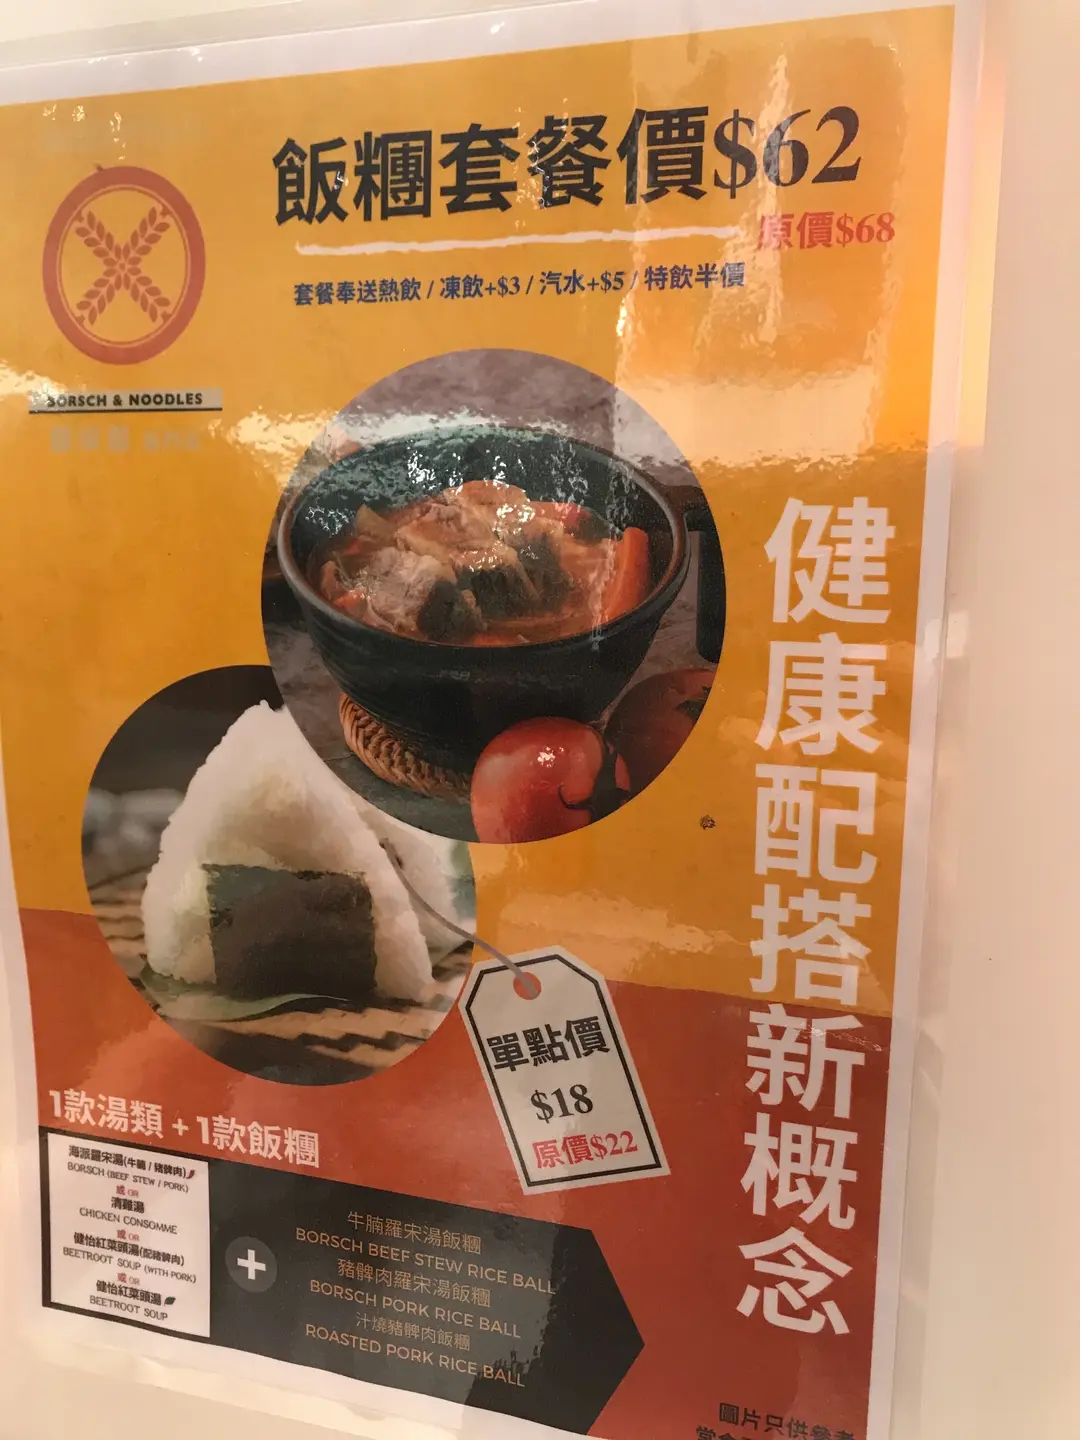 飯糰套餐價$62
原價$68
套餐奉送熱飲 / 凍飲+$3 / 汽水+$5 / 特飲半價
BORSCH & NOODLES
健康配搭新概念
單點價
$18
原價$22
1款湯類 + 1款飯糰
海派羅宋湯(牛腩 / 豬髀肉)
BORSCH (BEEF STEW / PORK)
或 OR
清雞湯
CHICKEN CONSOMME
或 OR
健怡紅菜頭湯(配豬髀肉)
BEETROOT SOUP (WITH PORK)
或 OR
健怡紅菜頭湯
BEETROOT SOUP
+
牛腩羅宋湯飯糰
BORSCH BEEF STEW RICE BALL
豬髀肉羅宋湯飯糰
BORSCH PORK RICE BALL
汁燒豬髀肉飯糰
ROASTED PORK RICE BALL
圖片只供參考